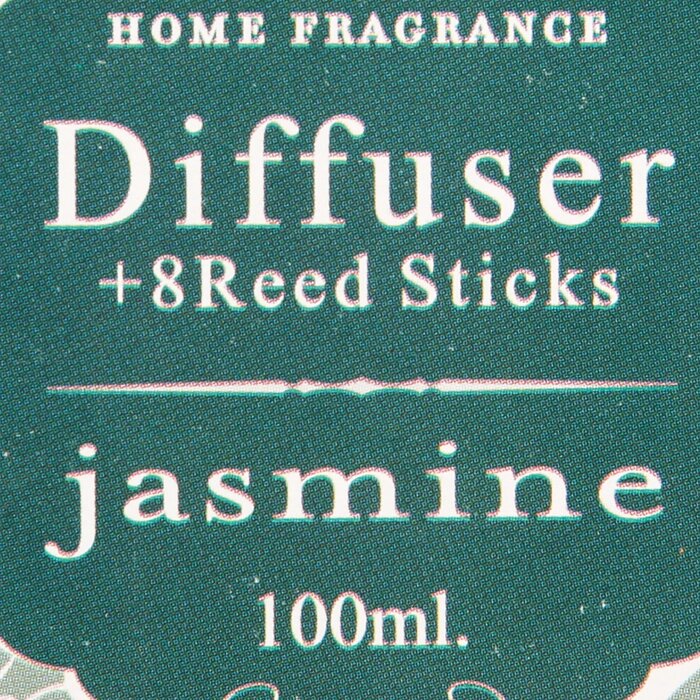 HOME FRAGRANCE
Diffuser
+8Reed Sticks
jasmine
100ml.